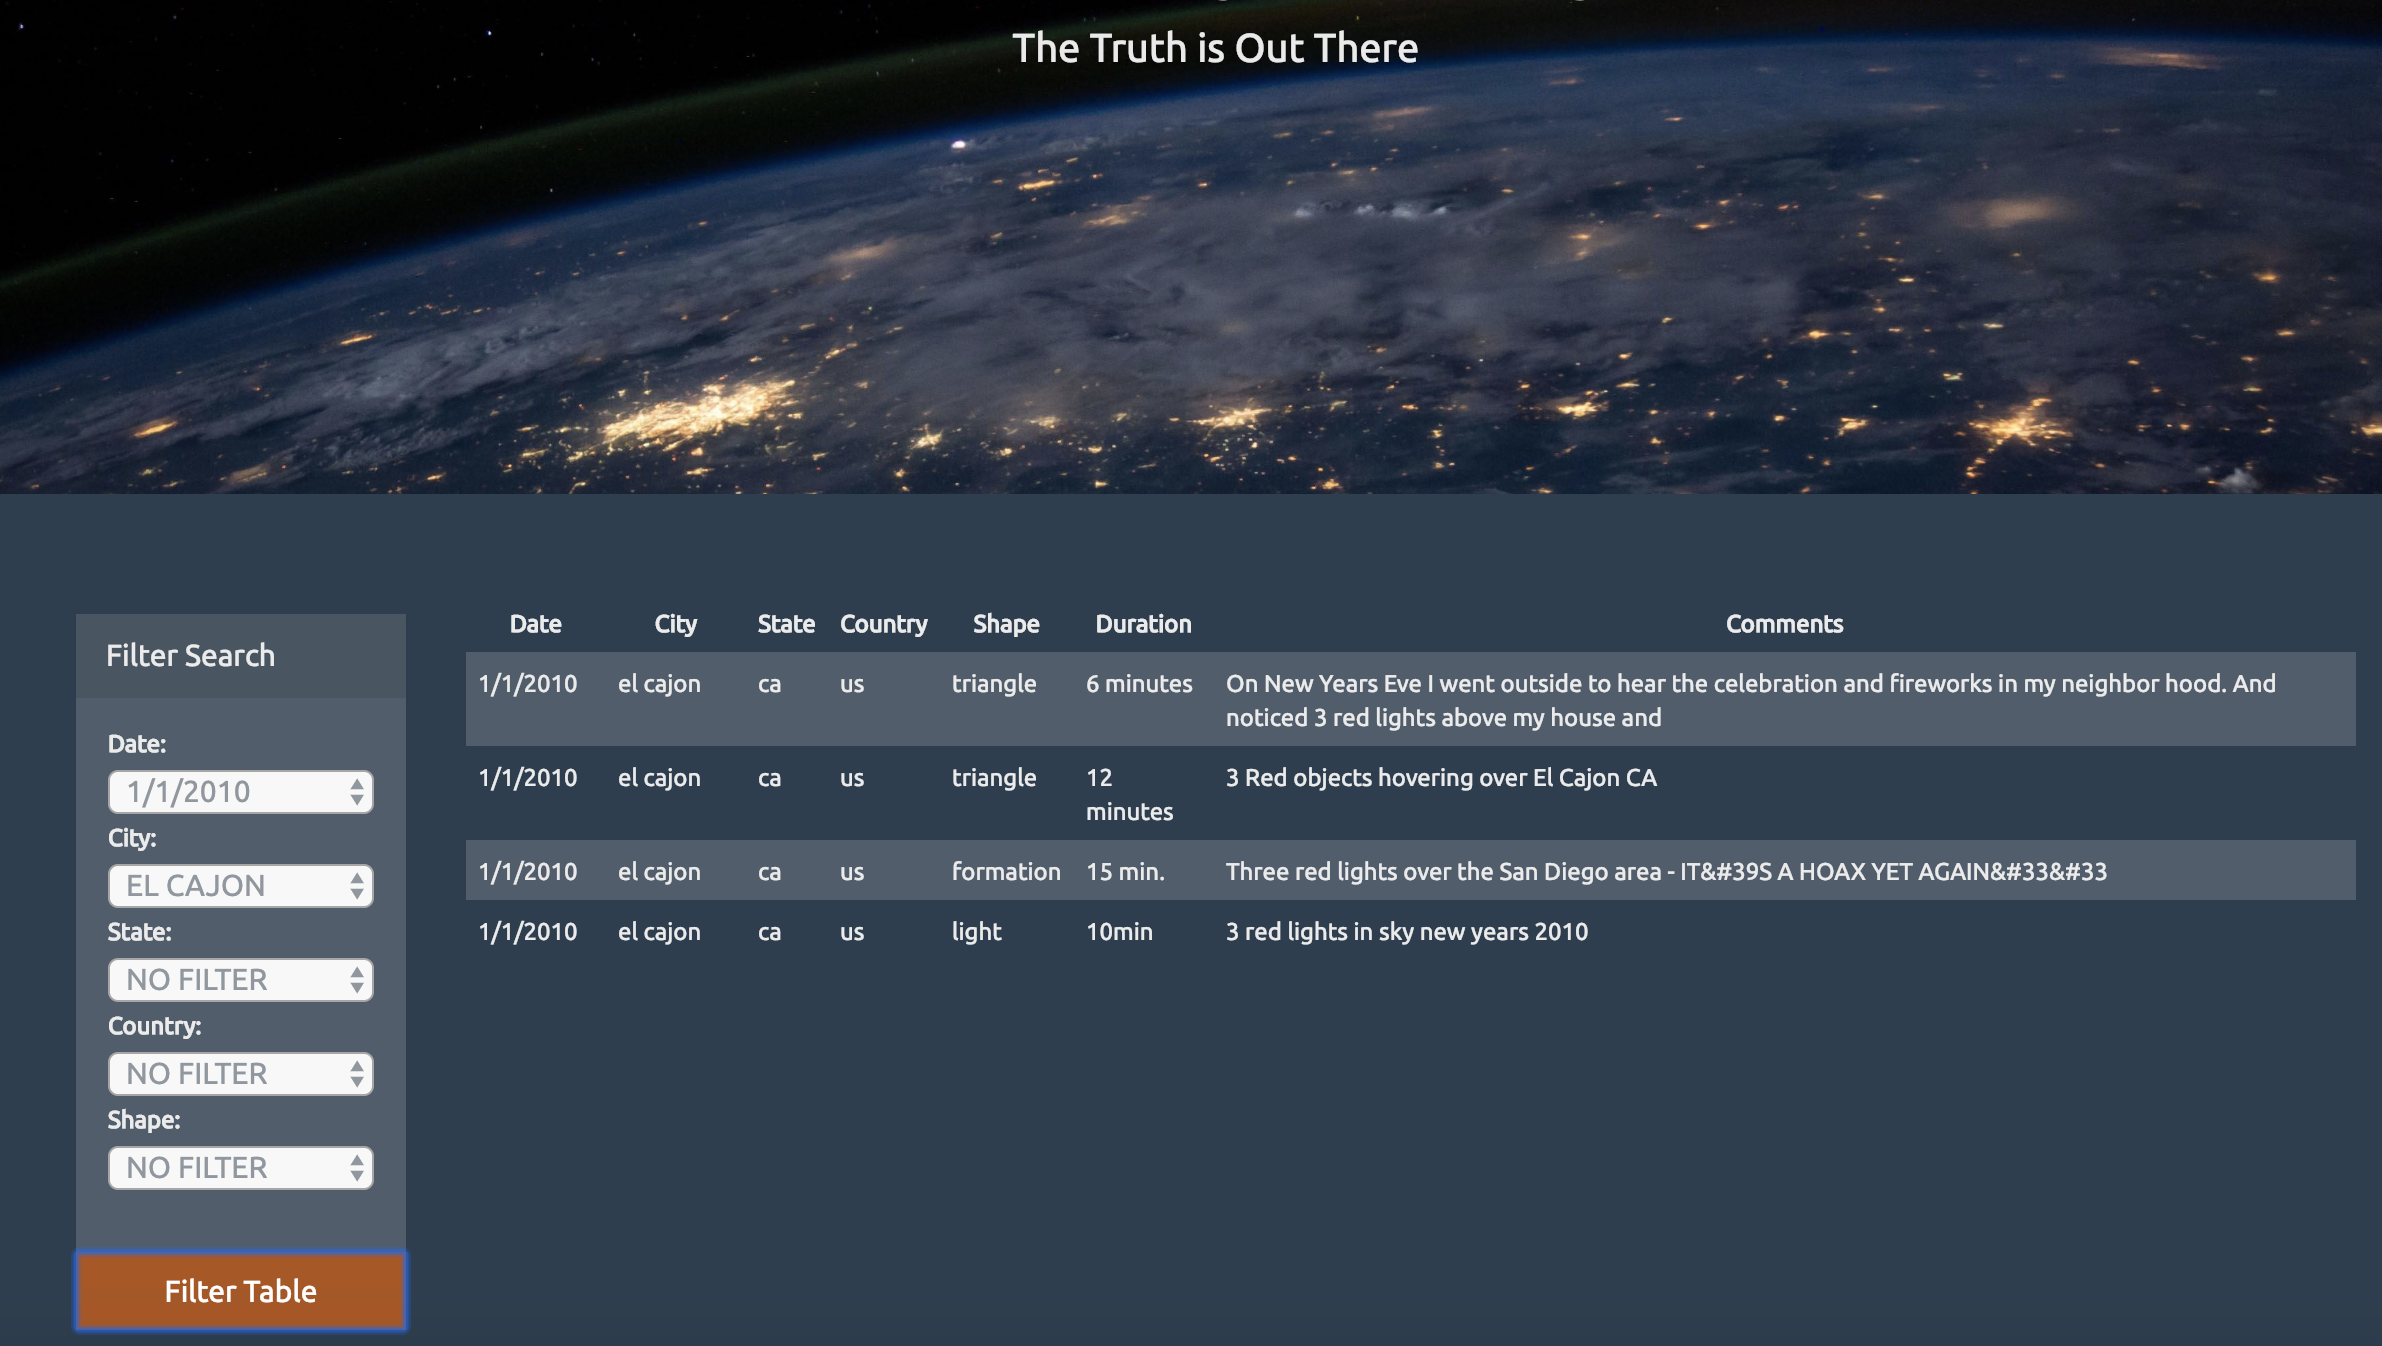 The Truth is Out There
Filter Search
Date:
1/1/2010
City:
EL CAJON
State:
NO FILTER
Country:
NO FILTER
Shape:
NO FILTER
Filter Table
Date City State Country Shape Duration Comments
1/1/2010 el cajon ca us triangle 6 minutes On New Years Eve I went outside to hear the celebration and fireworks in my neighbor hood. And
noticed 3 red lights above my house and
1/1/2010 el cajon ca us triangle 12 3 Red objects hovering over El Cajon CA
minutes
1/1/2010 el cajon ca us formation 15 min. Three red lights over the San Diego area - IT&#39S A HOAX YET AGAIN&#33&#33
1/1/2010 el cajon ca us light 10min 3 red lights in sky new years 2010